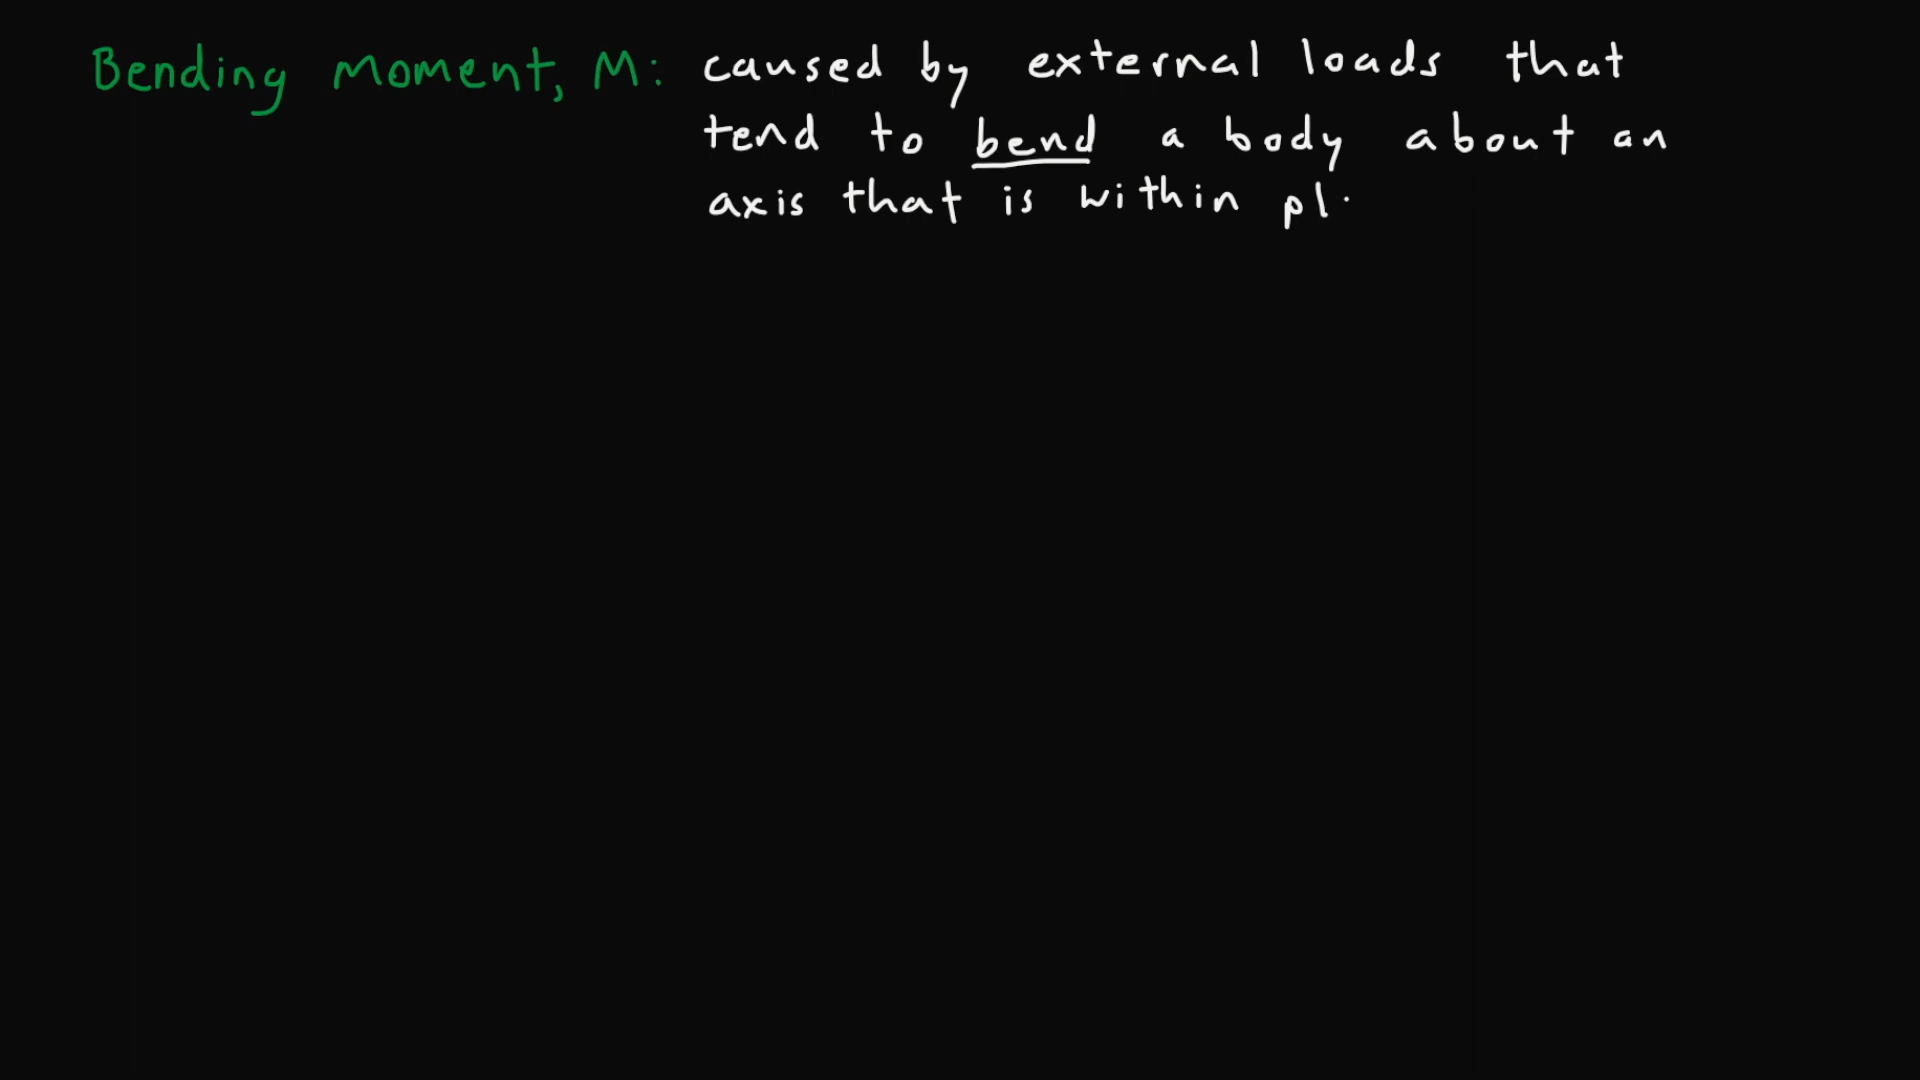 Bending Moment, M: caused by external loads that
tend to bend a body about an
axis that is within pl